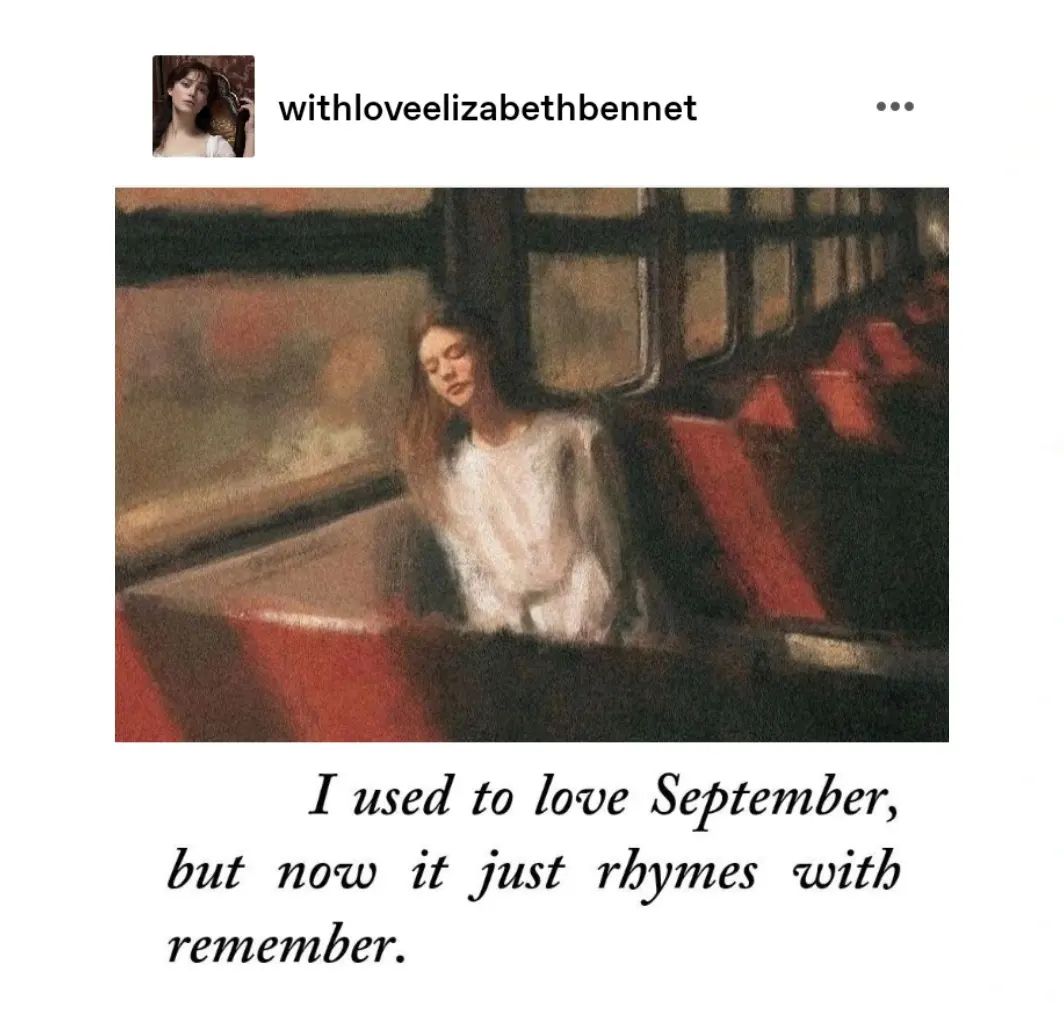 withloveelizabethbennet
I used to love September,
but now it just rhymes with
remember.